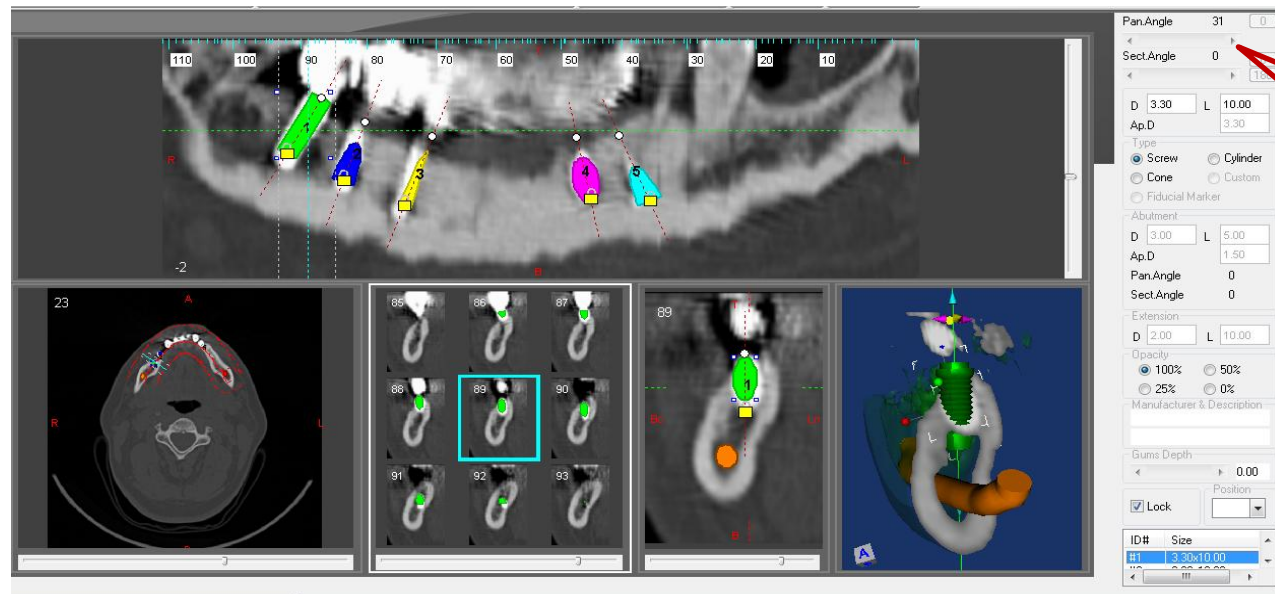 110 100 90 80 70 60 50 40 30 20 10
1 2 3 4 5
R L
-2
B
23
A
R L
85 86 87
88 89 90
91 92 93
89
T
1
Bc Ln
B
A
Pan.Angle 31 0
Sect.Angle 0 180
D 3.30 L 10.00
Ap.D 3.30
Type
Screw Cylinder
Cone Custom
Fiducial Marker
Abutment
D 3.00 L 5.00
Ap.D 1.50
Pan.Angle 0
Sect.Angle 0
Extension
D 2.00 L 10.00
Opacity
100% 50%
25% 0%
Manufacturer & Description
Gums Depth
0.00
Lock Position
ID# Size
#1 3.30x10.00